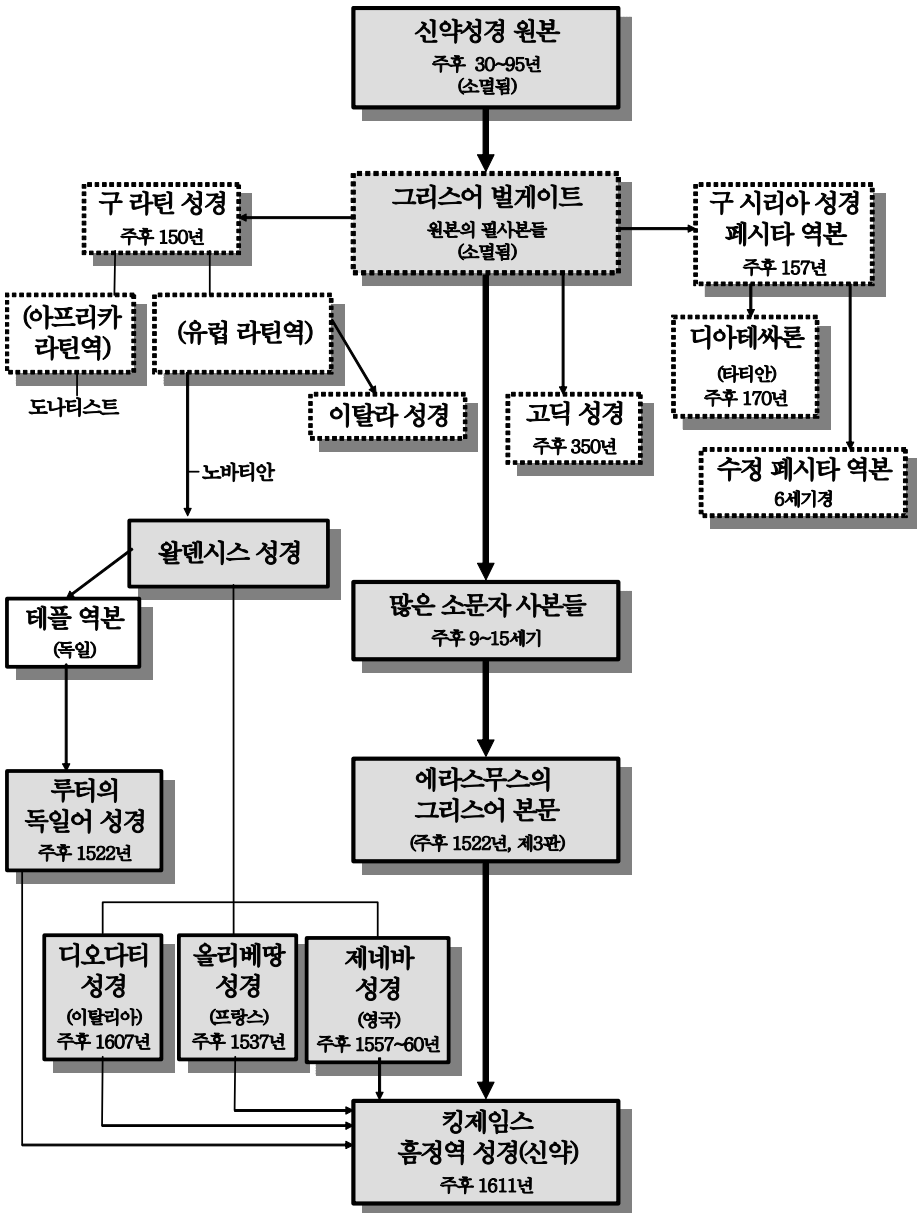 신약성경 원본
주후 30~95년
(소멸됨)
그리스어 벌게이트
원본의 필사본들
(소멸됨)
구 라틴 성경
주후 150년
구 시리아 성경
페시타 역본
주후 157년
(아프리카
라틴역)
(유럽 라틴역)
도나티스트
이탈라 성경
고딕 성경
주후 350년
디아테싸론
(타티안)
주후 170년
수정 페시타 역본
6세기경
노바티안
왈덴시스 성경
테플 역본
(독일)
많은 소문자 사본들
주후 9~15세기
루터의
독일어 성경
주후 1522년
에라스무스의
그리스어 본문
(주후 1522년, 제3판)
디오다티
성경
(이탈리아)
주후 1607년
올리베땅
성경
(프랑스)
주후 1537년
제네바
성경
(영국)
주후 1557~60년
킹제임스
흠정역 성경(신약)
주후 1611년